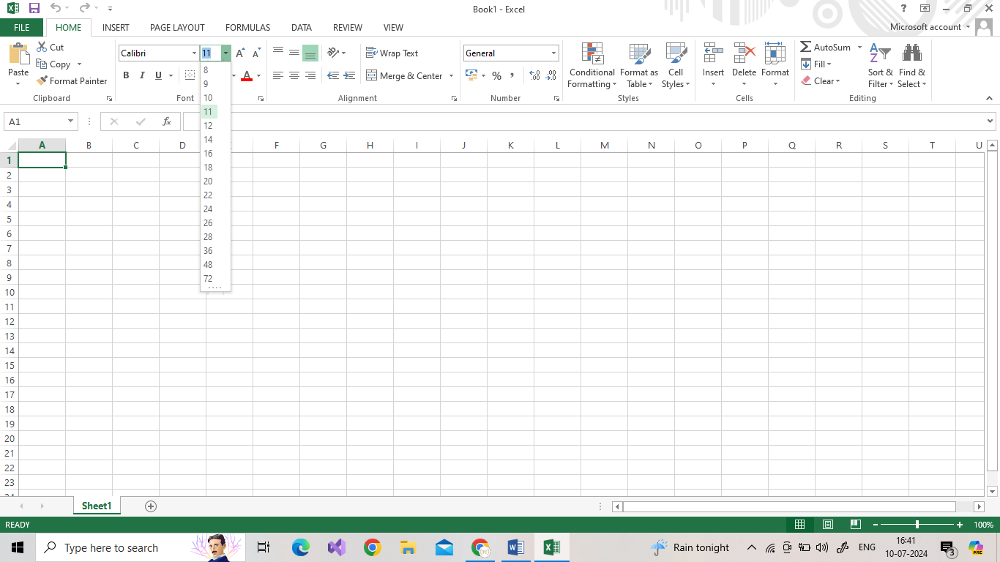 Book1 - Excel
?
FILE HOME INSERT PAGE LAYOUT FORMULAS DATA REVIEW VIEW Microsoft account
Paste
Cut
Copy
Format Painter
Clipboard
Calibri 11
B I U A
Font
Wrap Text
Merge & Center
Alignment
General
% ,
Number
Conditional Formatting
Format as Table
Cell Styles
Styles
Insert
Delete
Format
Cells
AutoSum
Fill
Clear
Sort & Filter
Find & Select
Editing
8
9
10
11
12
14
16
18
20
22
24
26
28
36
48
72
A1 fx
A B C D F G H I J K L M N O P Q R S T U
1
2
3
4
5
6
7
8
9
10
11
12
13
14
15
16
17
18
19
20
21
22
23
Sheet1
READY 100%
Type here to search
Rain tonight
ENG
16:41
10-07-2024
3
PRE